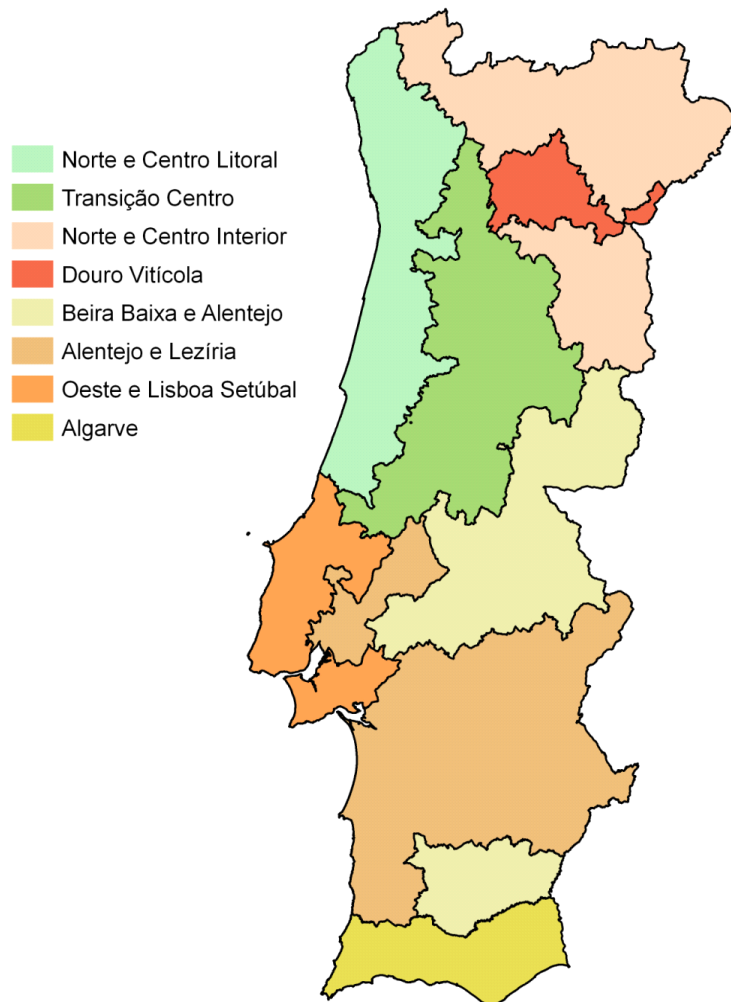 Norte e Centro Litoral
Transição Centro
Norte e Centro Interior
Douro Vitícola
Beira Baixa e Alentejo
Alentejo e Lezíria
Oeste e Lisboa Setúbal
Algarve